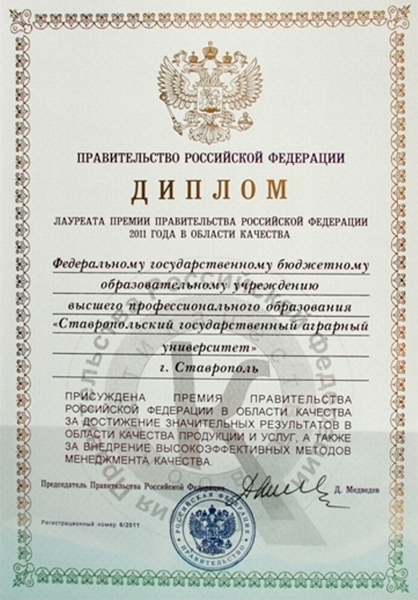 ПРАВИТЕЛЬСТВО РОССИЙСКОЙ ФЕДЕРАЦИИ
ДИПЛОМ
ЛАУРЕАТА ПРЕМИИ ПРАВИТЕЛЬСТВА РОССИЙСКОЙ ФЕДЕРАЦИИ
2011 ГОДА В ОБЛАСТИ КАЧЕСТВА
Федеральному государственному бюджетному
образовательному учреждению
высшего профессионального образования
«Ставропольский государственный аграрный
университет»
г. Ставрополь
ПРИСУЖДЕНА ПРЕМИЯ ПРАВИТЕЛЬСТВА
РОССИЙСКОЙ ФЕДЕРАЦИИ В ОБЛАСТИ КАЧЕСТВА
ЗА ДОСТИЖЕНИЕ ЗНАЧИТЕЛЬНЫХ РЕЗУЛЬТАТОВ В
ОБЛАСТИ КАЧЕСТВА ПРОДУКЦИИ И УСЛУГ, А ТАКЖЕ
ЗА ВНЕДРЕНИЕ ВЫСОКОЭФФЕКТИВНЫХ МЕТОДОВ
МЕНЕДЖМЕНТА КАЧЕСТВА
Председатель Правительства Российской Федерации
Д. Медведев
РОССИЙСКАЯ ФЕДЕРАЦИЯ
ПРАВИТЕЛЬСТВО
Регистрационный номер 6/2011